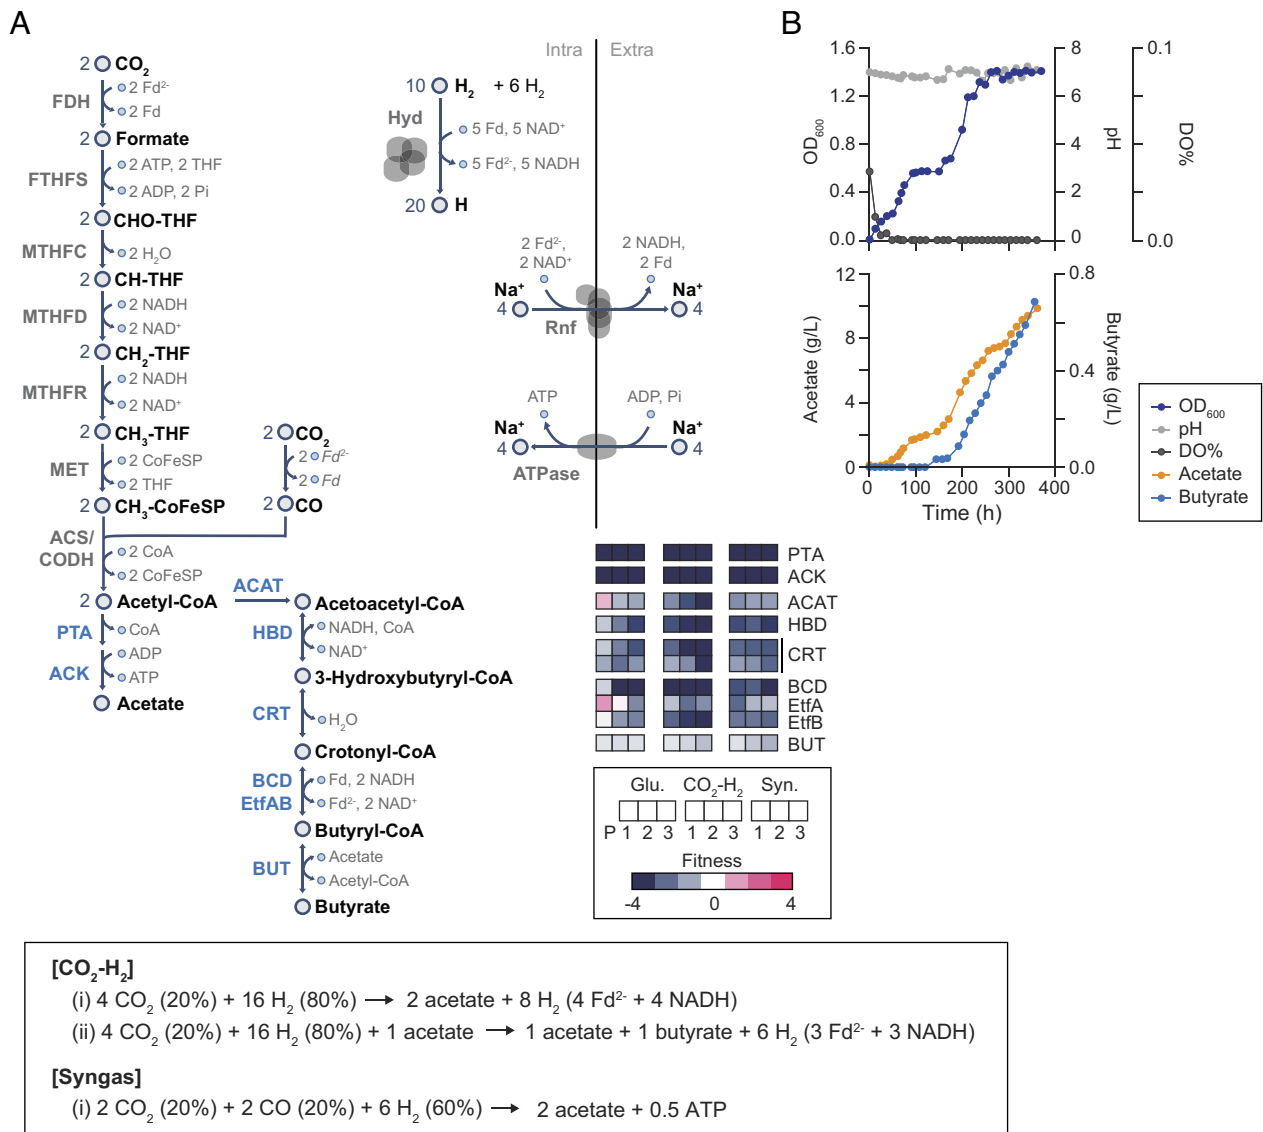 A
2 CO2
FDH
2 Fd2-
2 Fd
2 Formate
FTHFS
2 ATP, 2 THF
2 ADP, 2 Pi
2 CHO-THF
MTHFC
2 H2O
2 CH-THF
MTHFD
2 NADH
2 NAD+
2 CH2-THF
MTHFR
2 NADH
2 NAD+
2 CH3-THF
MET
2 CoFeSP
2 THF
2 CH3-CoFeSP
2 CO2
2 Fd2-
2 Fd
2 CO
ACS/
CODH
2 CoA
2 CoFeSP
2 Acetyl-CoA
PTA
CoA
ACK
ADP
ATP
Acetate
ACAT
Acetoacetyl-CoA
HBD
NADH, CoA
NAD+
3-Hydroxybutyryl-CoA
CRT
H2O
Crotonyl-CoA
BCD
EtfAB
Fd, 2 NADH
Fd2-, 2 NAD+
Butyryl-CoA
BUT
Acetate
Acetyl-CoA
Butyrate
Intra Extra
10 H2 + 6 H2
Hyd
5 Fd, 5 NAD+
5 Fd2-, 5 NADH
20 H
2 Fd2-,
2 NAD+
2 NADH,
2 Fd
Na+
4
Rnf
Na+
4
ATP
ADP, Pi
Na+
4
ATPase
Na+
4
PTA
ACK
ACAT
HBD
CRT
BCD
EtfA
EtfB
BUT
Glu. CO2-H2 Syn.
P 1 2 3 1 2 3 1 2 3
Fitness
-4 0 4
B
1.6
1.2
0.8
0.4
0.0
OD600
8
6
4
2
0
pH
0.1
0.0
DO%
12
8
4
0
Acetate (g/L)
0.8
0.4
0.0
Butyrate (g/L)
0 100 200 300 400
Time (h)
OD600
pH
DO%
Acetate
Butyrate
[CO2-H2]
(i) 4 CO2 (20%) + 16 H2 (80%) → 2 acetate + 8 H2 (4 Fd2- + 4 NADH)
(ii) 4 CO2 (20%) + 16 H2 (80%) + 1 acetate → 1 acetate + 1 butyrate + 6 H2 (3 Fd2- + 3 NADH)
[Syngas]
(i) 2 CO2 (20%) + 2 CO (20%) + 6 H2 (60%) → 2 acetate + 0.5 ATP